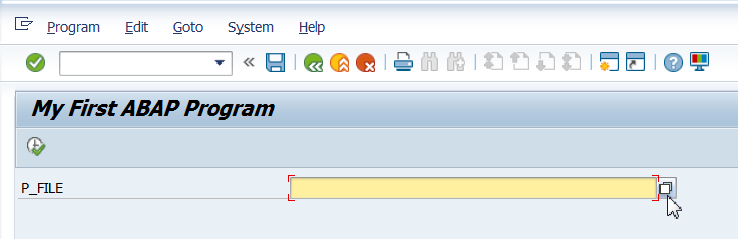 Program Edit Goto System Help
My First ABAP Program
P_FILE